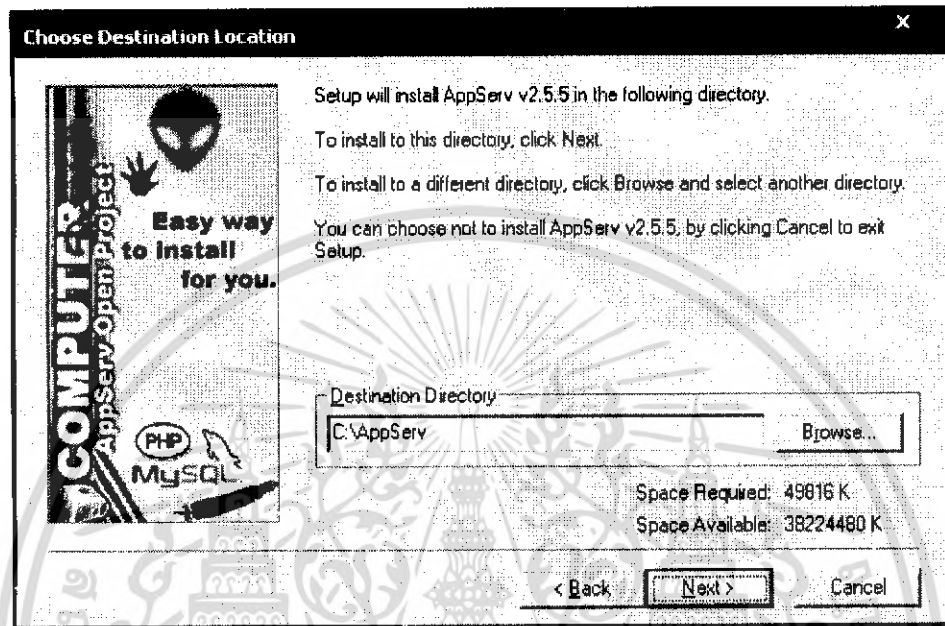 Choose Destination Location
X
COMPUTER
AppServ Open Project
Easy way
to install
for you.
PHP
MySQL
Setup will install AppServ v2.5.5 in the following directory.
To install to this directory, click Next.
To install to a different directory, click Browse and select another directory.
You can choose not to install AppServ v2.5.5, by clicking Cancel to exit
Setup.
Destination Directory
C:\AppServ
Browse...
Space Required: 49816 K
Space Available: 38224480 K
< Back
Next >
Cancel